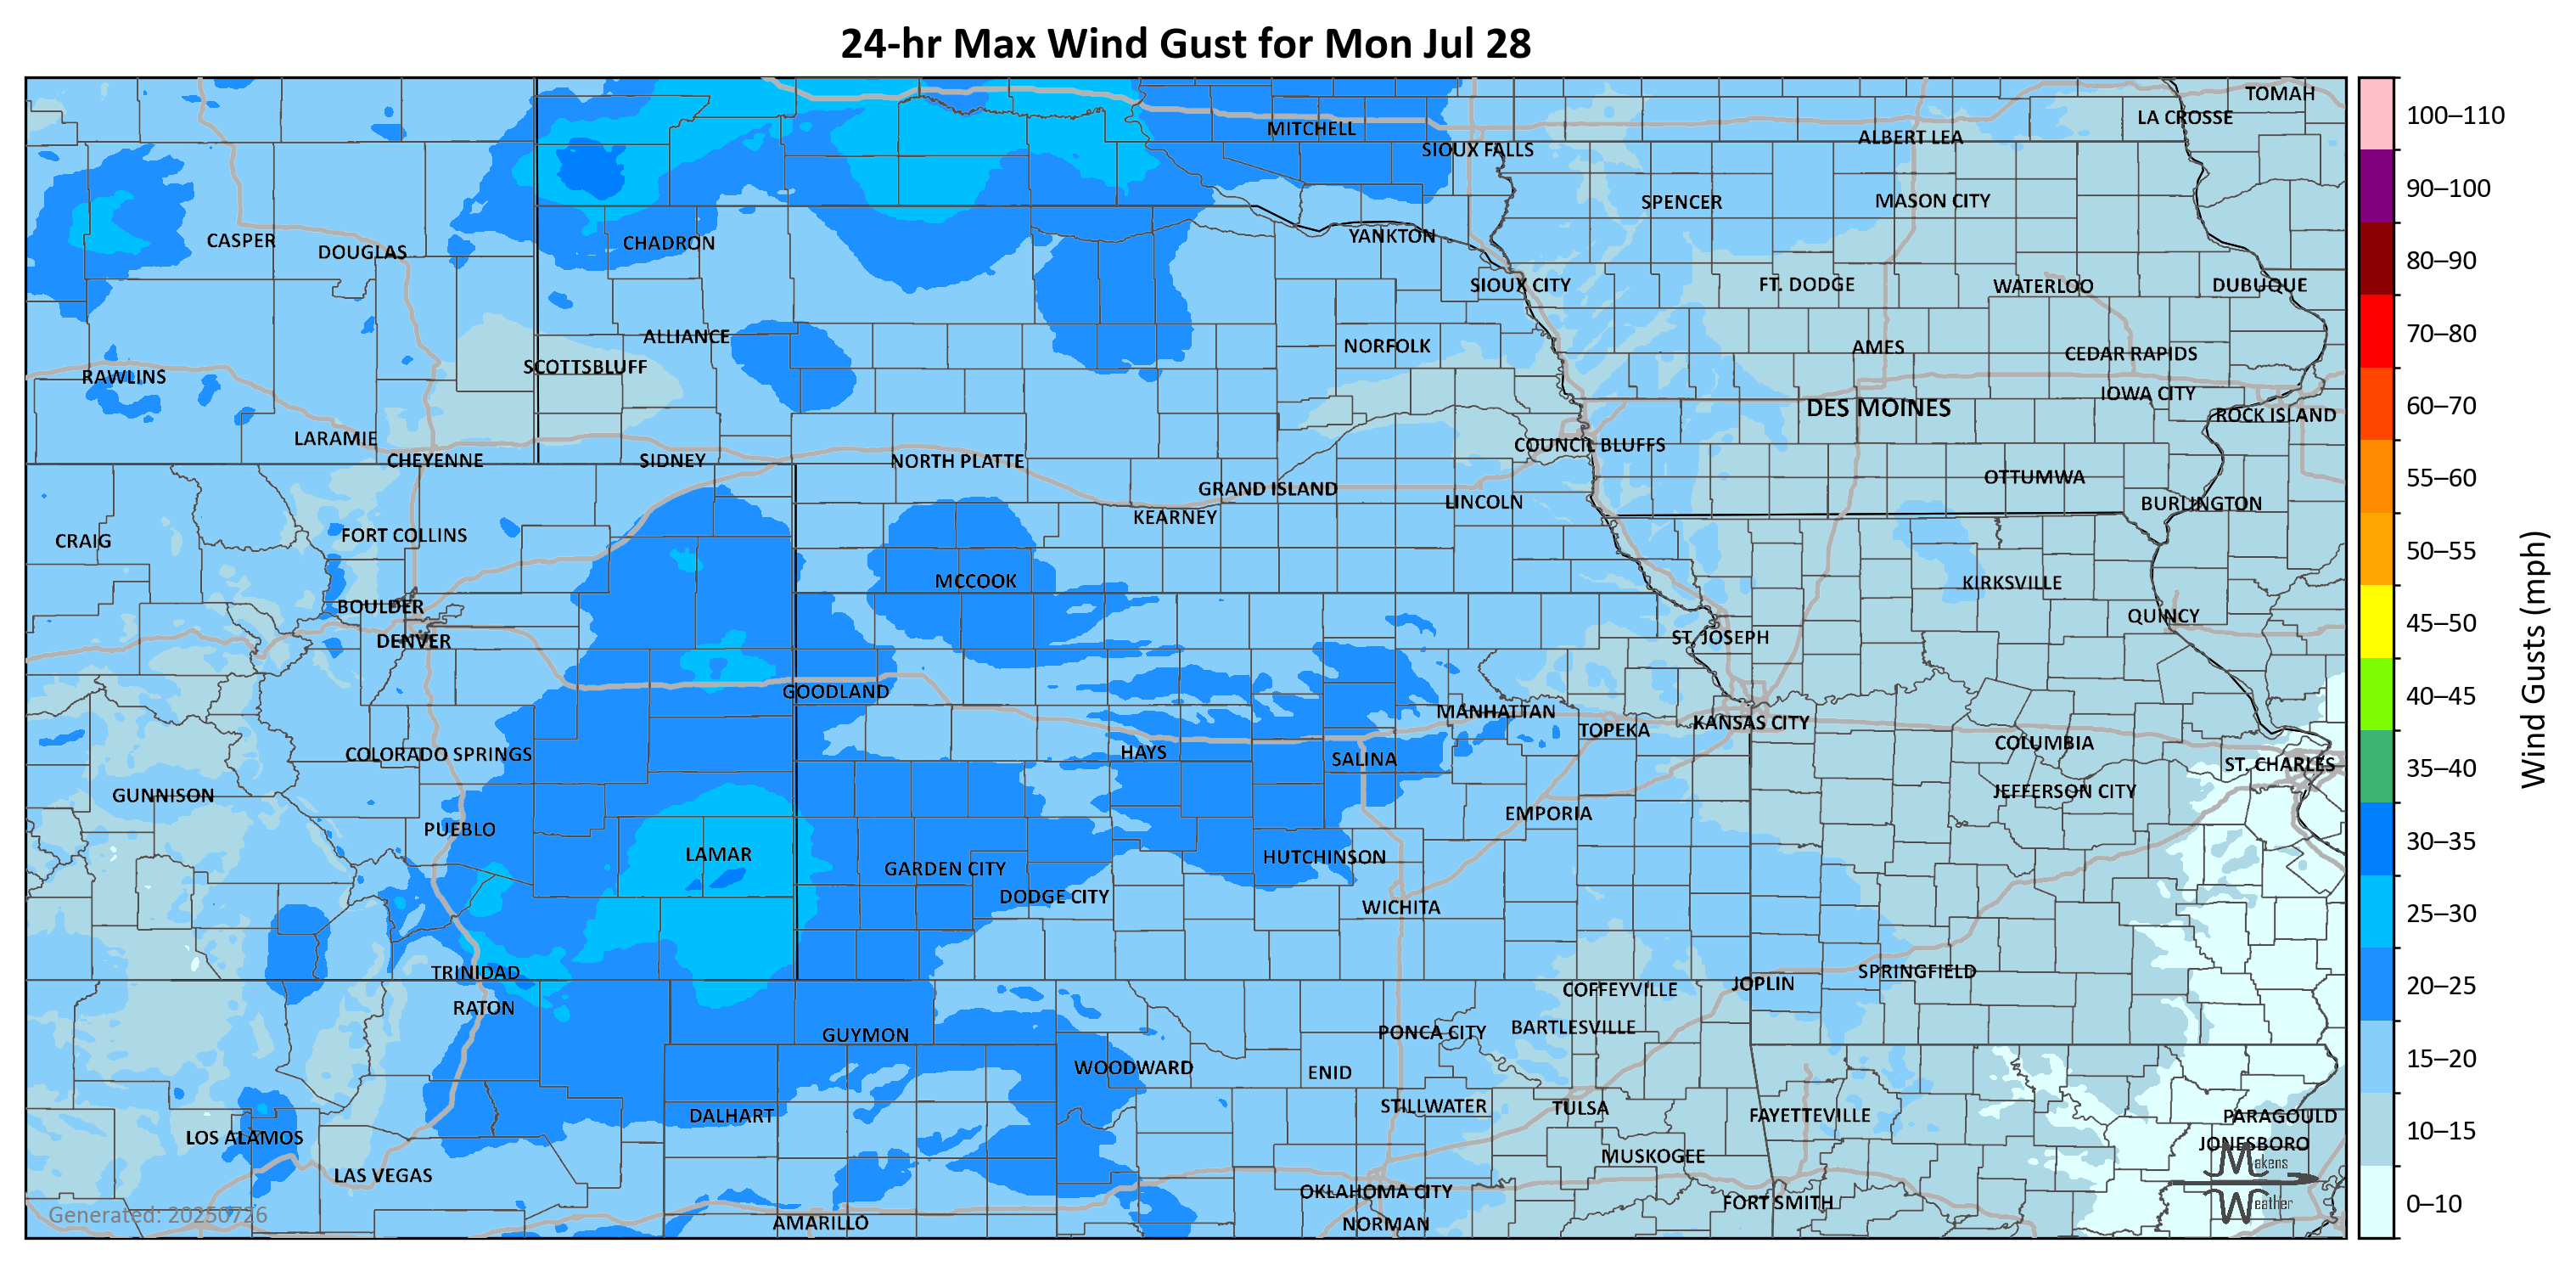 24-hr Max Wind Gust for Mon Jul 28
TOMAH
LA CROSSE
MITCHELL
ALBERT LEA
SIOUX FALLS
SPENCER
MASON CITY
CASPER
DOUGLAS
CHADRON
YANKTON
SIOUX CITY
FT. DODGE
WATERLOO
DUBUQUE
ALLIANCE
NORFOLK
AMES
CEDAR RAPIDS
SCOTTSBLUFF
RAWLINS
IOWA CITY
DES MOINES
ROCK ISLAND
LARAMIE
COUNCIL BLUFFS
CHEYENNE
SIDNEY
NORTH PLATTE
OTTUMWA
GRAND ISLAND
LINCOLN
BURLINGTON
KEARNEY
CRAIG
FORT COLLINS
MCCOOK
KIRKSVILLE
BOULDER
QUINCY
DENVER
ST. JOSEPH
GOODLAND
MANHATTAN
TOPEKA
KANSAS CITY
COLUMBIA
COLORADO SPRINGS
HAYS
SALINA
ST. CHARLES
GUNNISON
JEFFERSON CITY
EMPORIA
PUEBLO
LAMAR
HUTCHINSON
GARDEN CITY
DODGE CITY
WICHITA
TRINIDAD
SPRINGFIELD
JOPLIN
COFFEYVILLE
RATON
GUYMON
PONCA CITY
BARTLESVILLE
WOODWARD
ENID
STILLWATER
TULSA
DALHART
FAYETTEVILLE
PARAGOULD
LOS ALAMOS
JONESBORO
MUSKOGEE
LAS VEGAS
OKLAHOMA CITY
FORT SMITH
AMARILLO
NORMAN
Generated: 20250726
Makens
Weather
100–110
90–100
80–90
70–80
60–70
55–60
50–55
45–50
40–45
35–40
30–35
25–30
20–25
15–20
10–15
0–10
Wind Gusts (mph)